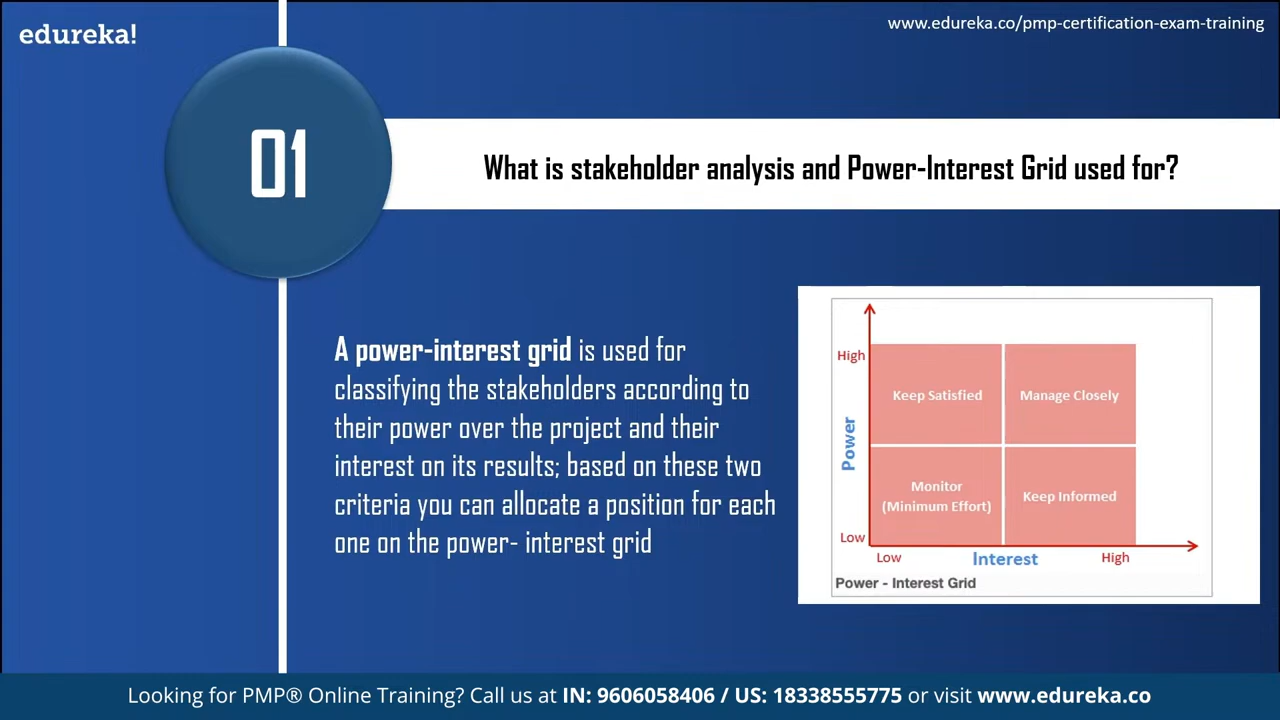 edureka!
www.edureka.co/pmp-certification-exam-training
01
What is stakeholder analysis and Power-Interest Grid used for?
A power-interest grid is used for
classifying the stakeholders according to
their power over the project and their
interest on its results; based on these two
criteria you can allocate a position for each
one on the power- interest grid
High
Keep Satisfied
Manage Closely
Power
Monitor
(Minimum Effort)
Keep Informed
Low
Low
Interest
High
Power - Interest Grid
Looking for PMP® Online Training? Call us at IN: 9606058406 / US: 18338555775 or visit www.edureka.co